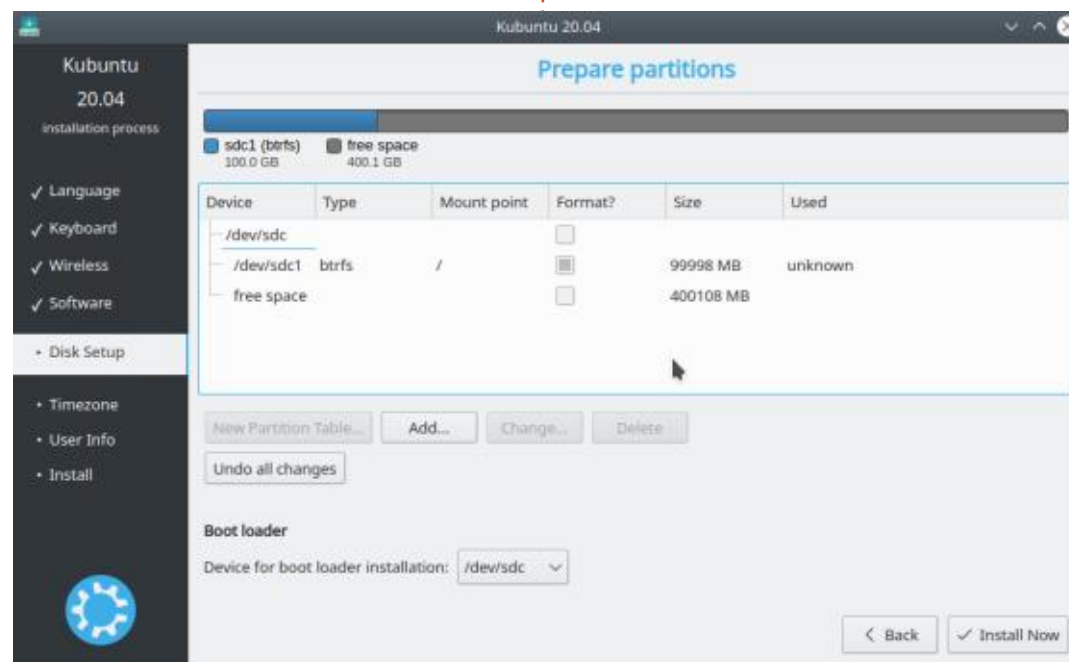 Kubuntu 20.04
Kubuntu
20.04
installation process
✓ Language
✓ Keyboard
✓ Wireless
✓ Software
• Disk Setup
• Timezone
• User Info
• Install
Prepare partitions
sdc1 (btrfs) free space
100.0 GB 400.1 GB
Device Type Mount point Format? Size Used
/dev/sdc
/dev/sdc1 btrfs / 99998 MB unknown
free space 400108 MB
New Partition Table... Add... Change... Delete
Undo all changes
Boot loader
Device for boot loader installation: /dev/sdc
Back Install Now